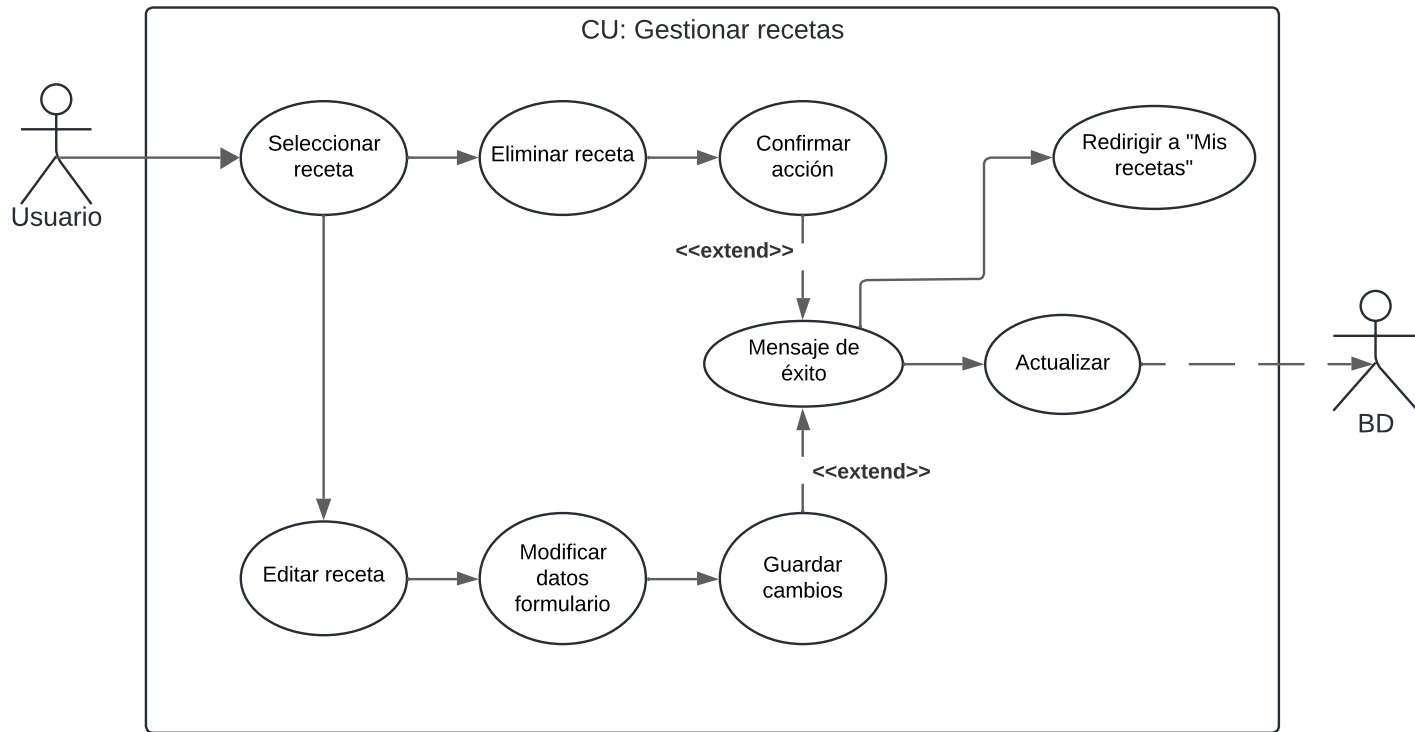 CU: Gestionar recetas
Usuario
Seleccionar
receta
Eliminar receta
Confirmar
acción
Redirigir a "Mis
recetas"
<<extend>>
Mensaje de
éxito
Actualizar
BD
<<extend>>
Editar receta
Modificar
datos
formulario
Guardar
cambios